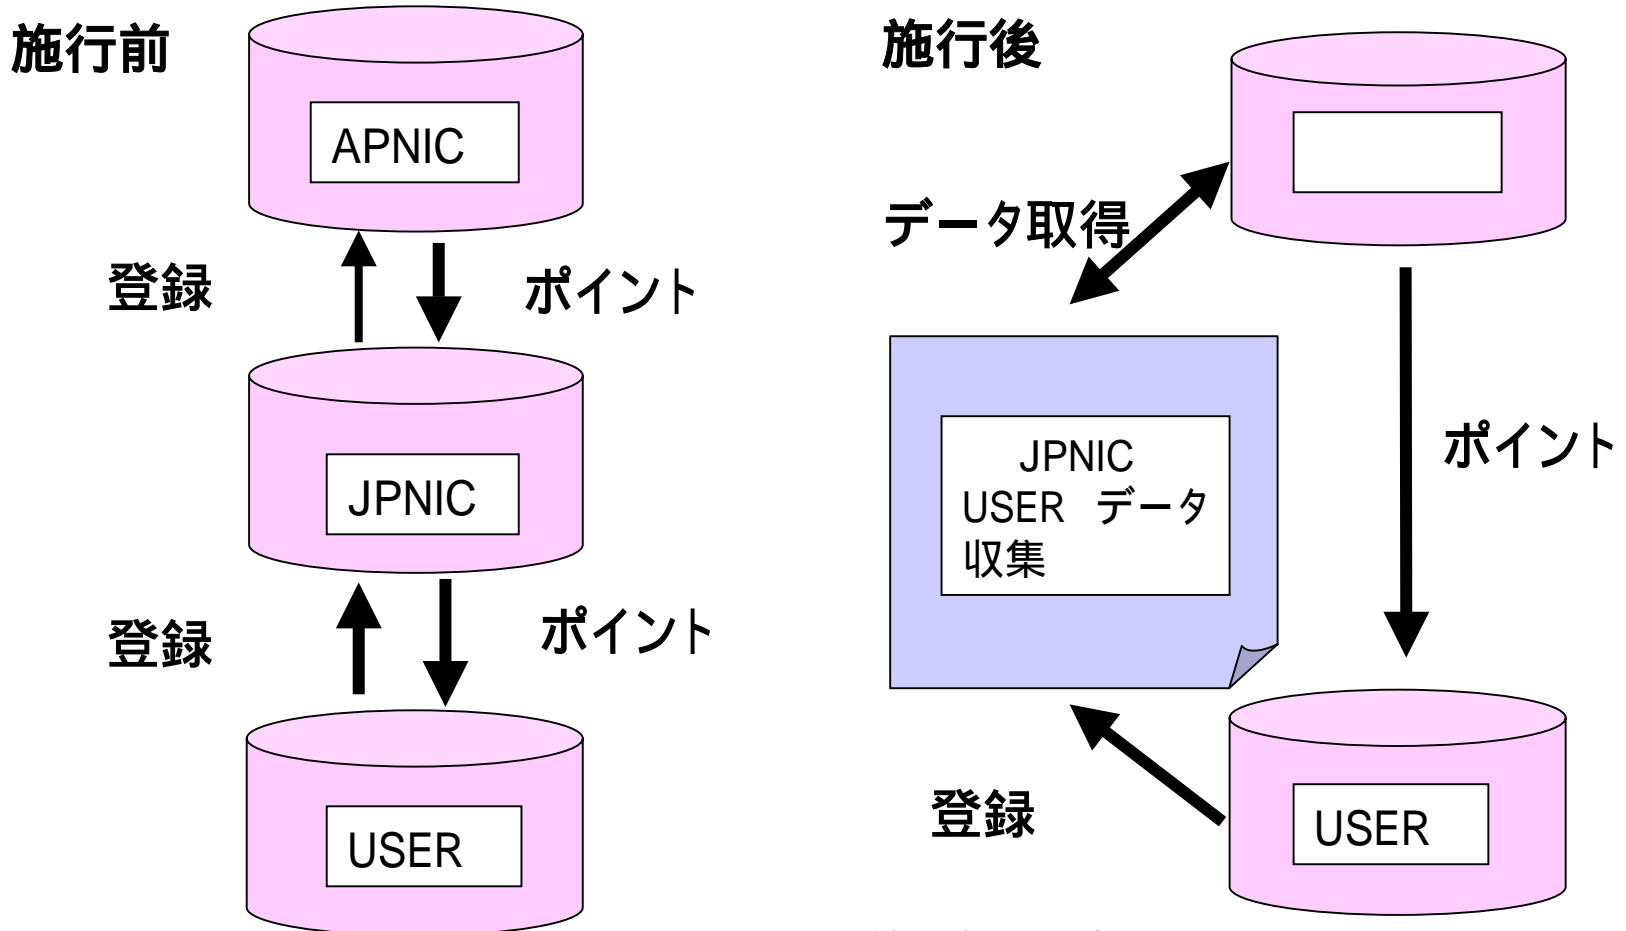 施行前
APNIC
登録
ポイント
JPNIC
登録
ポイント
USER
施行後
データ取得
JPNIC
USER データ
収集
ポイント
登録
USER